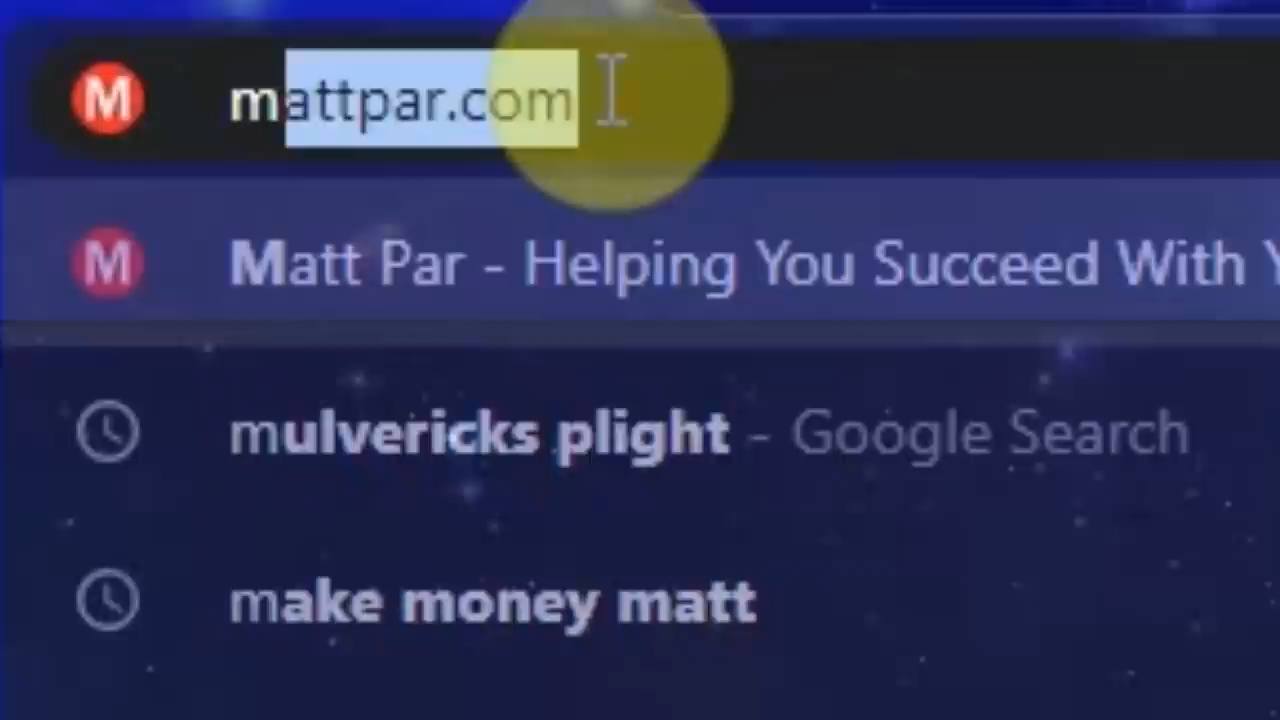 M mattpar.com
M Matt Par - Helping You Succeed With Y
mulvericks plight - Google Search
make money matt